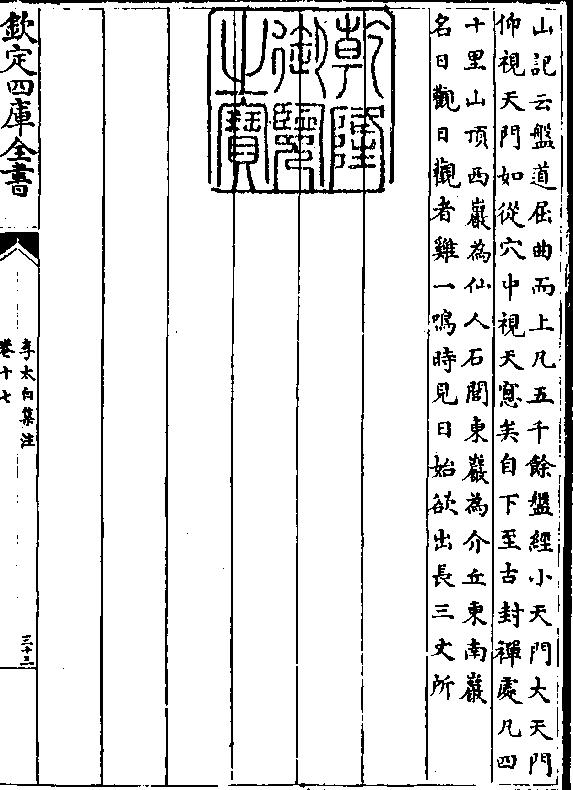 山記云盤道屈曲而上凡五千餘盤經小天門大天門
仰視天門如從穴中視天窻矣自下至古封禪處凡四
十里山頂西巖為仙人石閭東巖為介丘東南巖
名日觀日觀者雞一鳴時見日始欲出長三丈所
乾隆
御覽
之寶
欽定四庫全書
李太白集注
卷十七
三十三